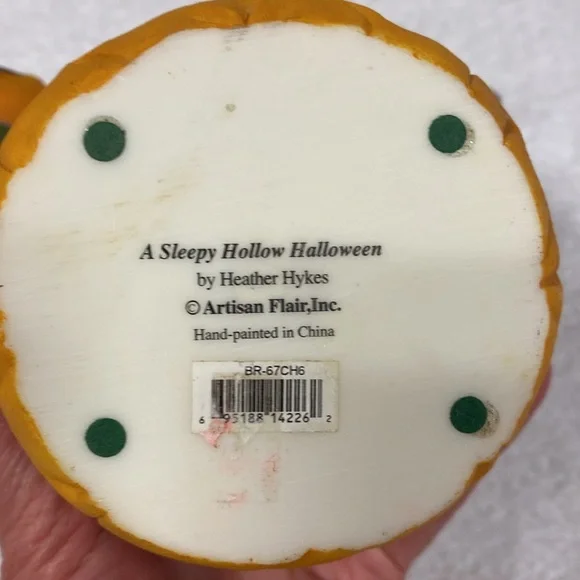 A Sleepy Hollow Halloween
by Heather Hykes
© Artisan Flair,Inc.
Hand-painted in China
BR-67CH6
6 95188 14226 2